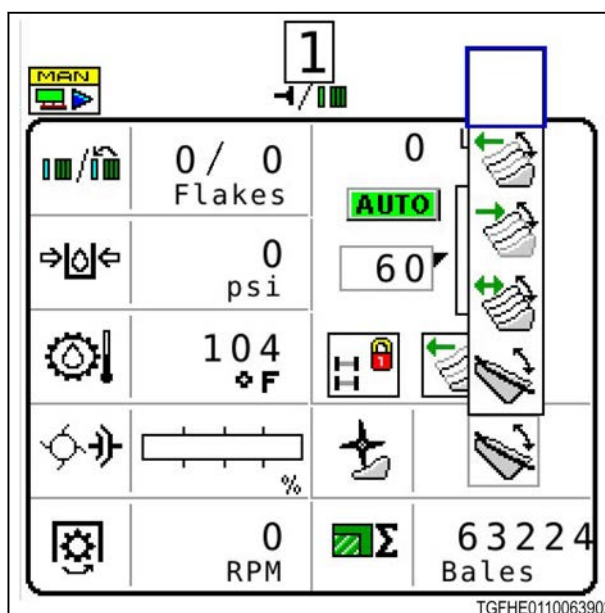 1
MAN
0/ 0
Flakes
0
AUTO
60
0
psi
104
°F
%
0
RPM
Σ
63224
Bales
TGFHE011006390